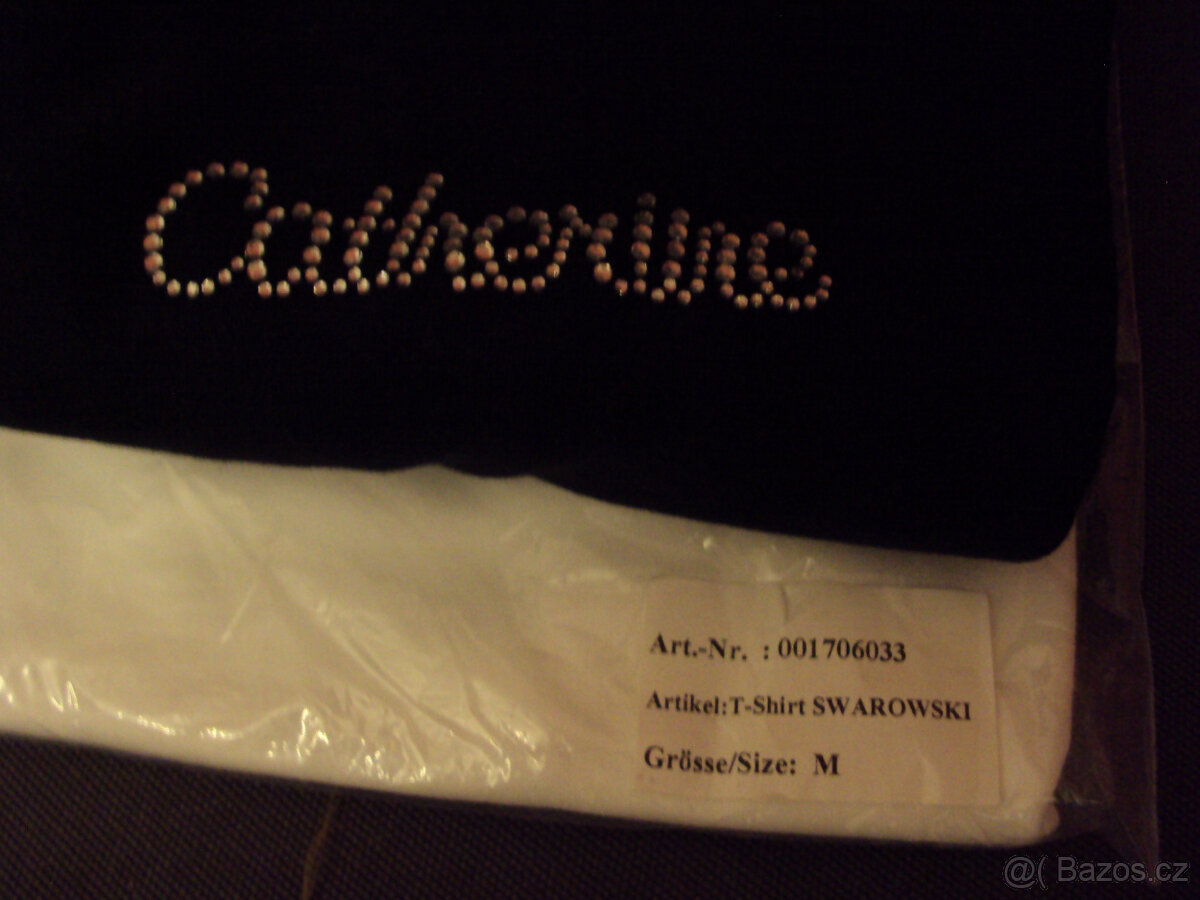 Catherine
Art.-Nr. : 001706033
Artikel:T-Shirt SWAROWSKI
Grösse/Size: M
@( Bazos.cz